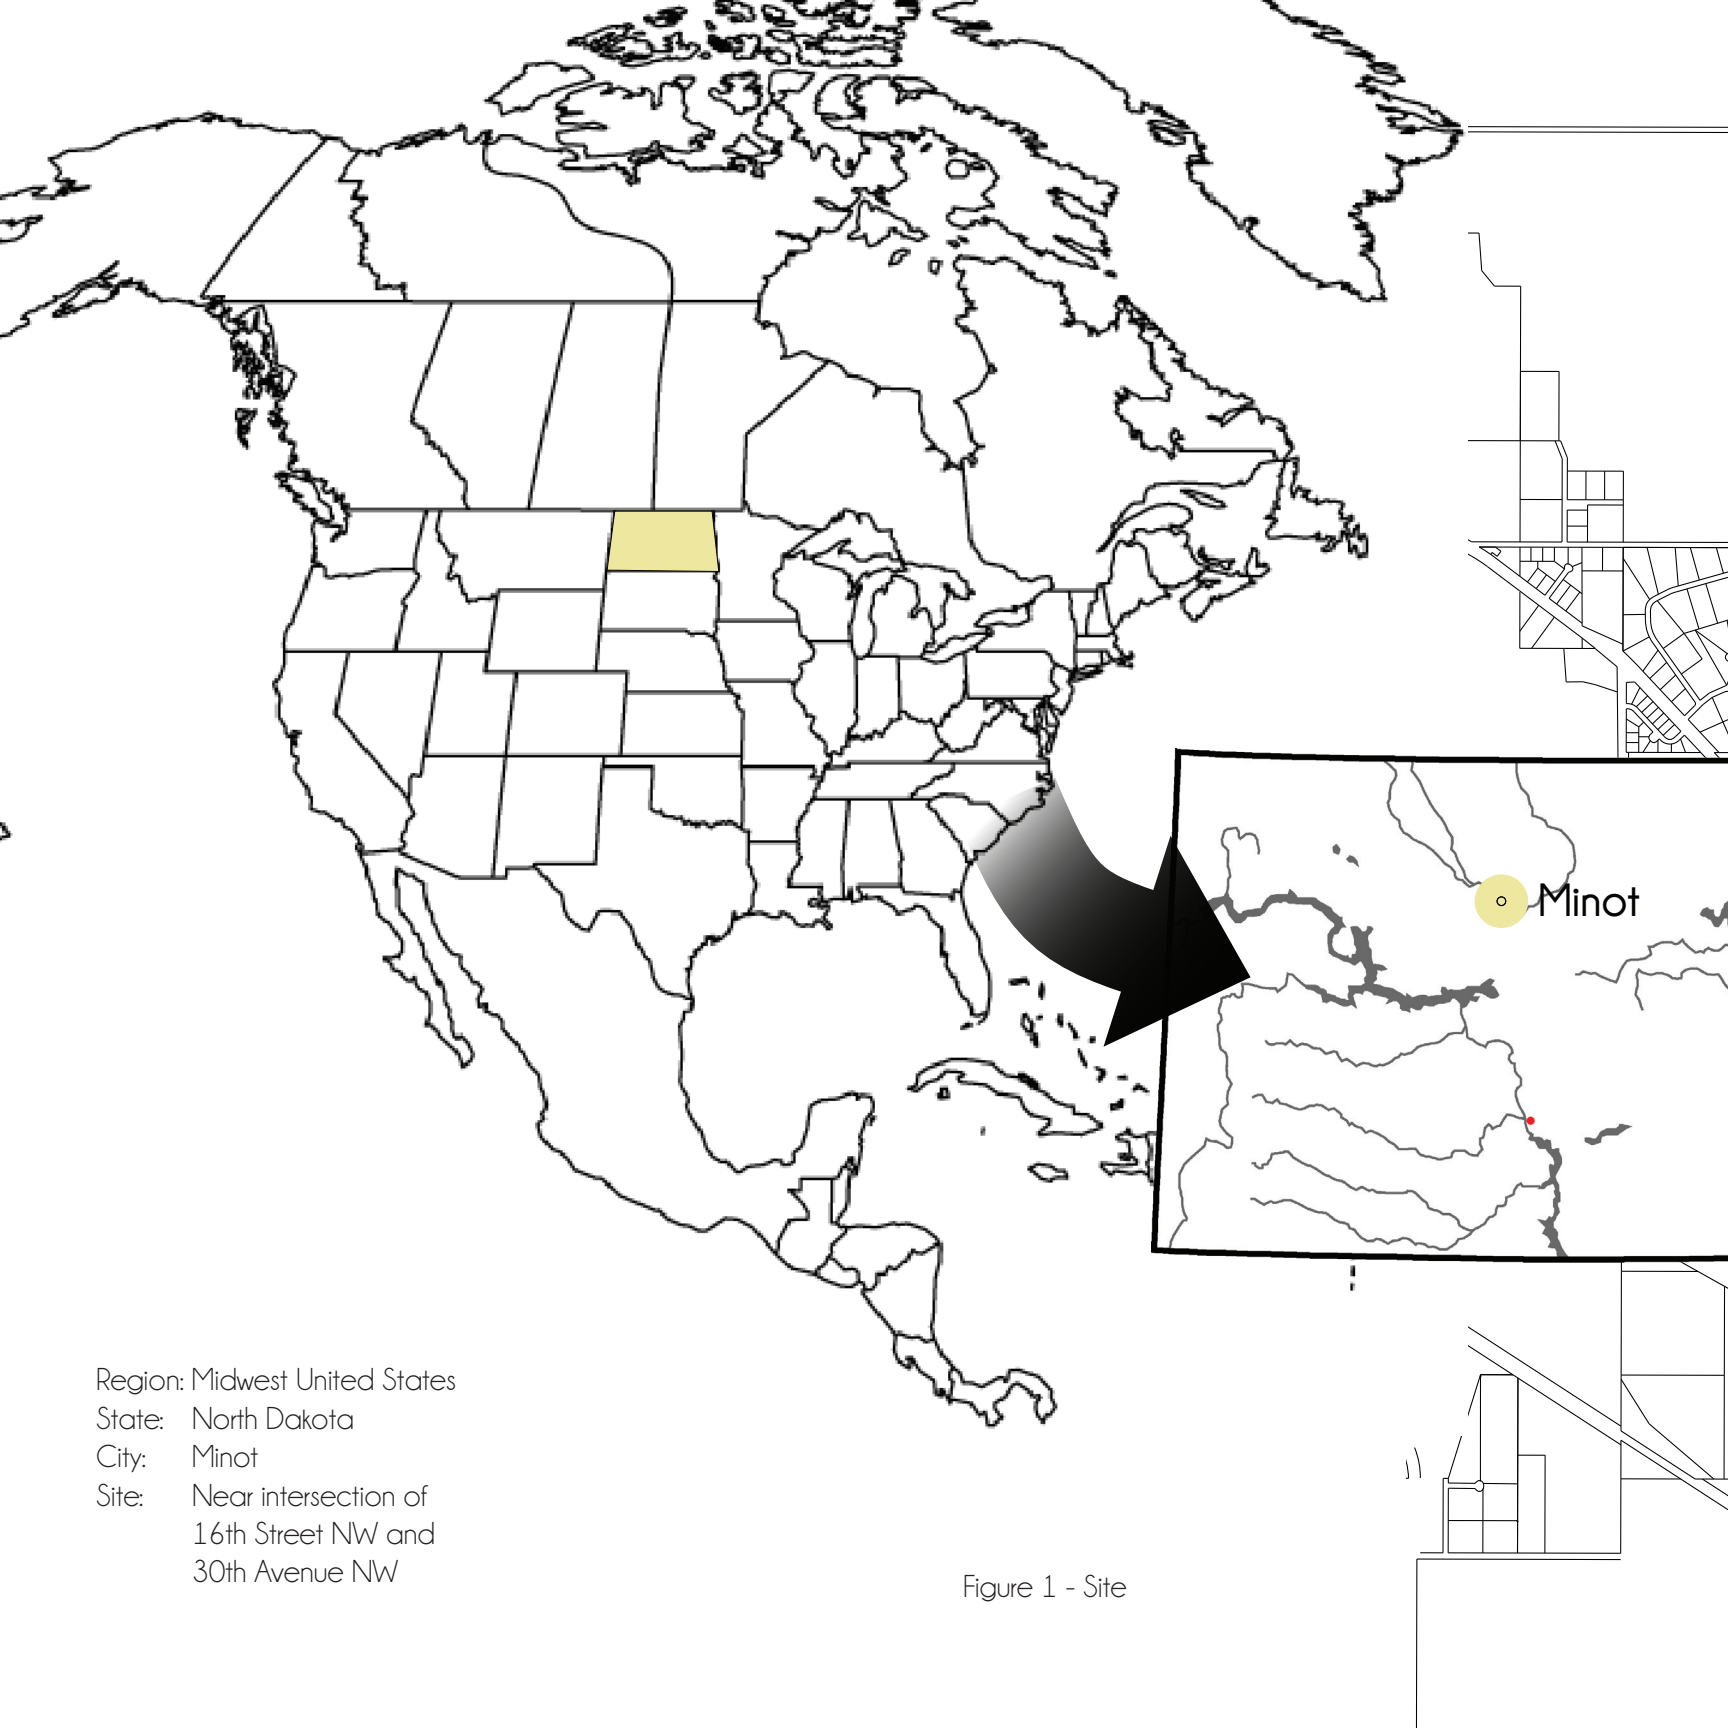 Minot
Region: Midwest United States
State: North Dakota
City: Minot
Site: Near intersection of
16th Street NW and
30th Avenue NW
Figure 1 - Site